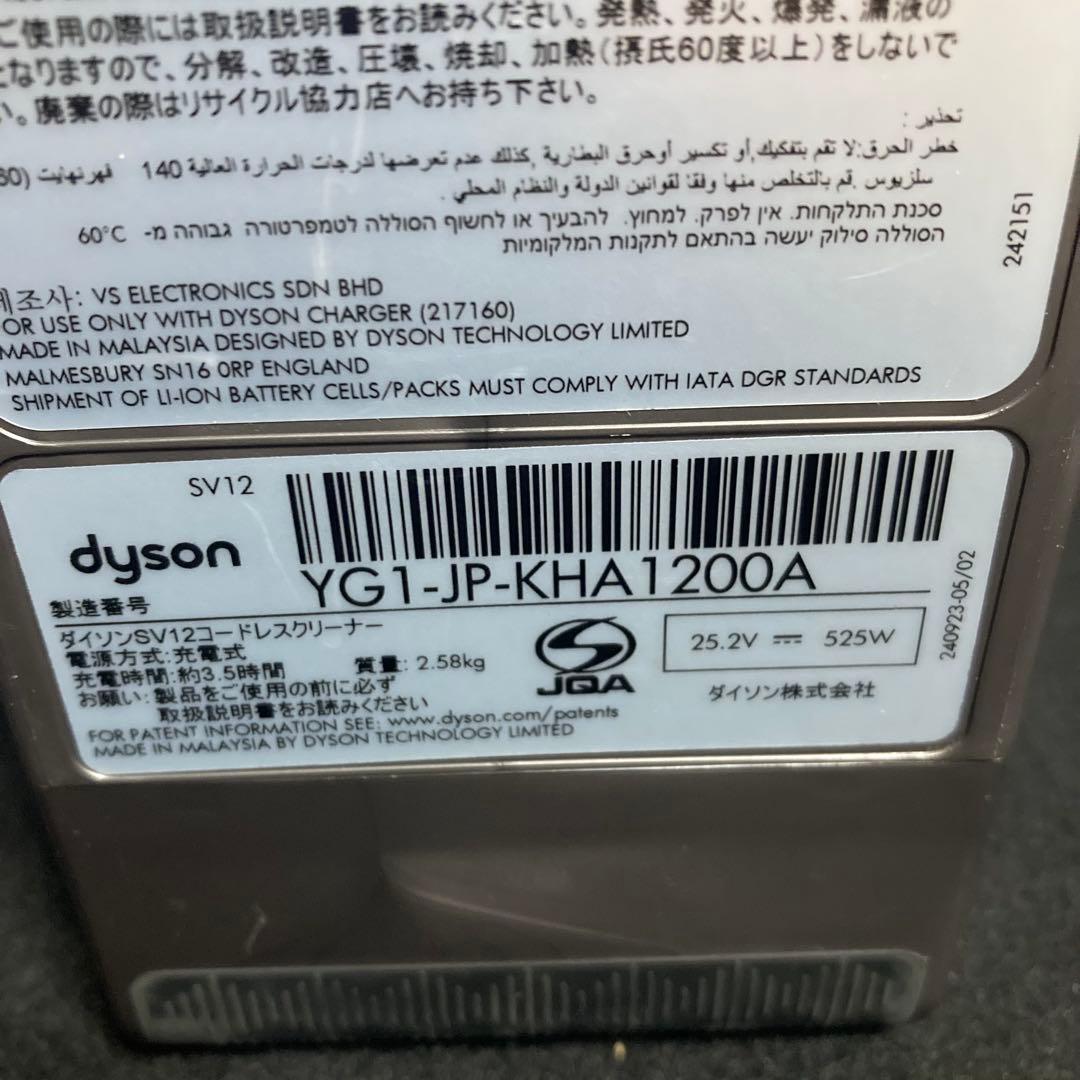 ご使用の際には取扱説明書をお読みください。発熱、発火、爆発、漏液の
となりますので、分解、改造、圧壊、焼却、加熱（摂氏60度以上）をしないで
い。廃棄の際はリサイクル協力店へお持ち下さい。
تحذير :
خطر الحرق:لا تقم بتفكيك,أو تكسير أوحرق البطارية ,كذلك عدم تعرضها لدرجات الحرارة العالية 140 فهرنهايت (60
سلزيوس .قم بالتخلص منها وفقا لقوانين الدولة والنظام المحلي .
סכנת התלקחות. אין לפרק. למחוץ. להבעיך או לחשוף הסוללה לטמפרטורה גבוהה מ- 60°C
הסוללה סילוק יעשה בהתאם לתקנות המלקומיות
242151
제조사: VS ELECTRONICS SDN BHD
OR USE ONLY WITH DYSON CHARGER (217160)
MADE IN MALAYSIA DESIGNED BY DYSON TECHNOLOGY LIMITED
MALMESBURY SN16 0RP ENGLAND
SHIPMENT OF LI-ION BATTERY CELLS/PACKS MUST COMPLY WITH IATA DGR STANDARDS
SV12
dyson
YG1-JP-KHA1200A
製造番号
ダイソンSV12コードレスクリーナー
電源方式:充電式
充電時間:約3.5時間 質量: 2.58kg
お願い:製品をご使用の前に必ず
取扱説明書をお読みください
FOR PATENT INFORMATION SEE: www.dyson.com/patents
MADE IN MALAYSIA BY DYSON TECHNOLOGY LIMITED
JQA
25.2V ⎓ 525W
ダイソン株式会社
240923-05/02